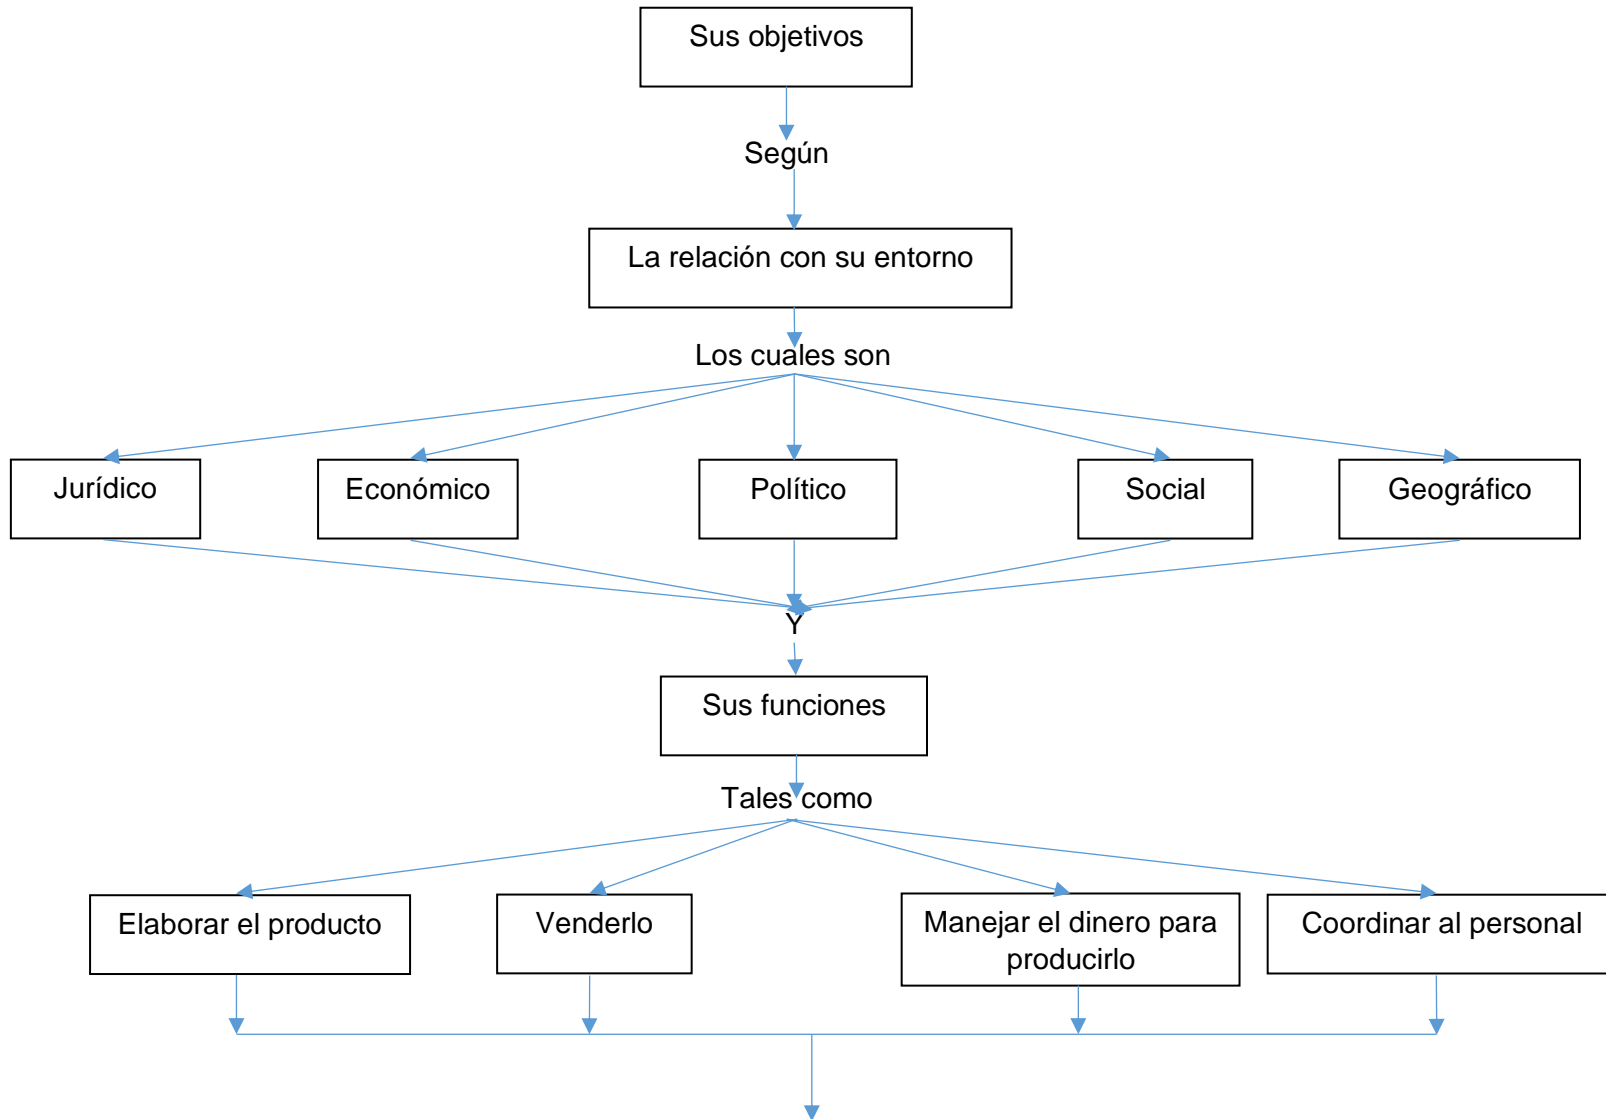 Sus objetivos
Según
La relación con su entorno
Los cuales son
Jurídico
Económico
Político
Social
Geográfico
Y
Sus funciones
Tales como
Elaborar el producto
Venderlo
Manejar el dinero para
producirlo
Coordinar al personal